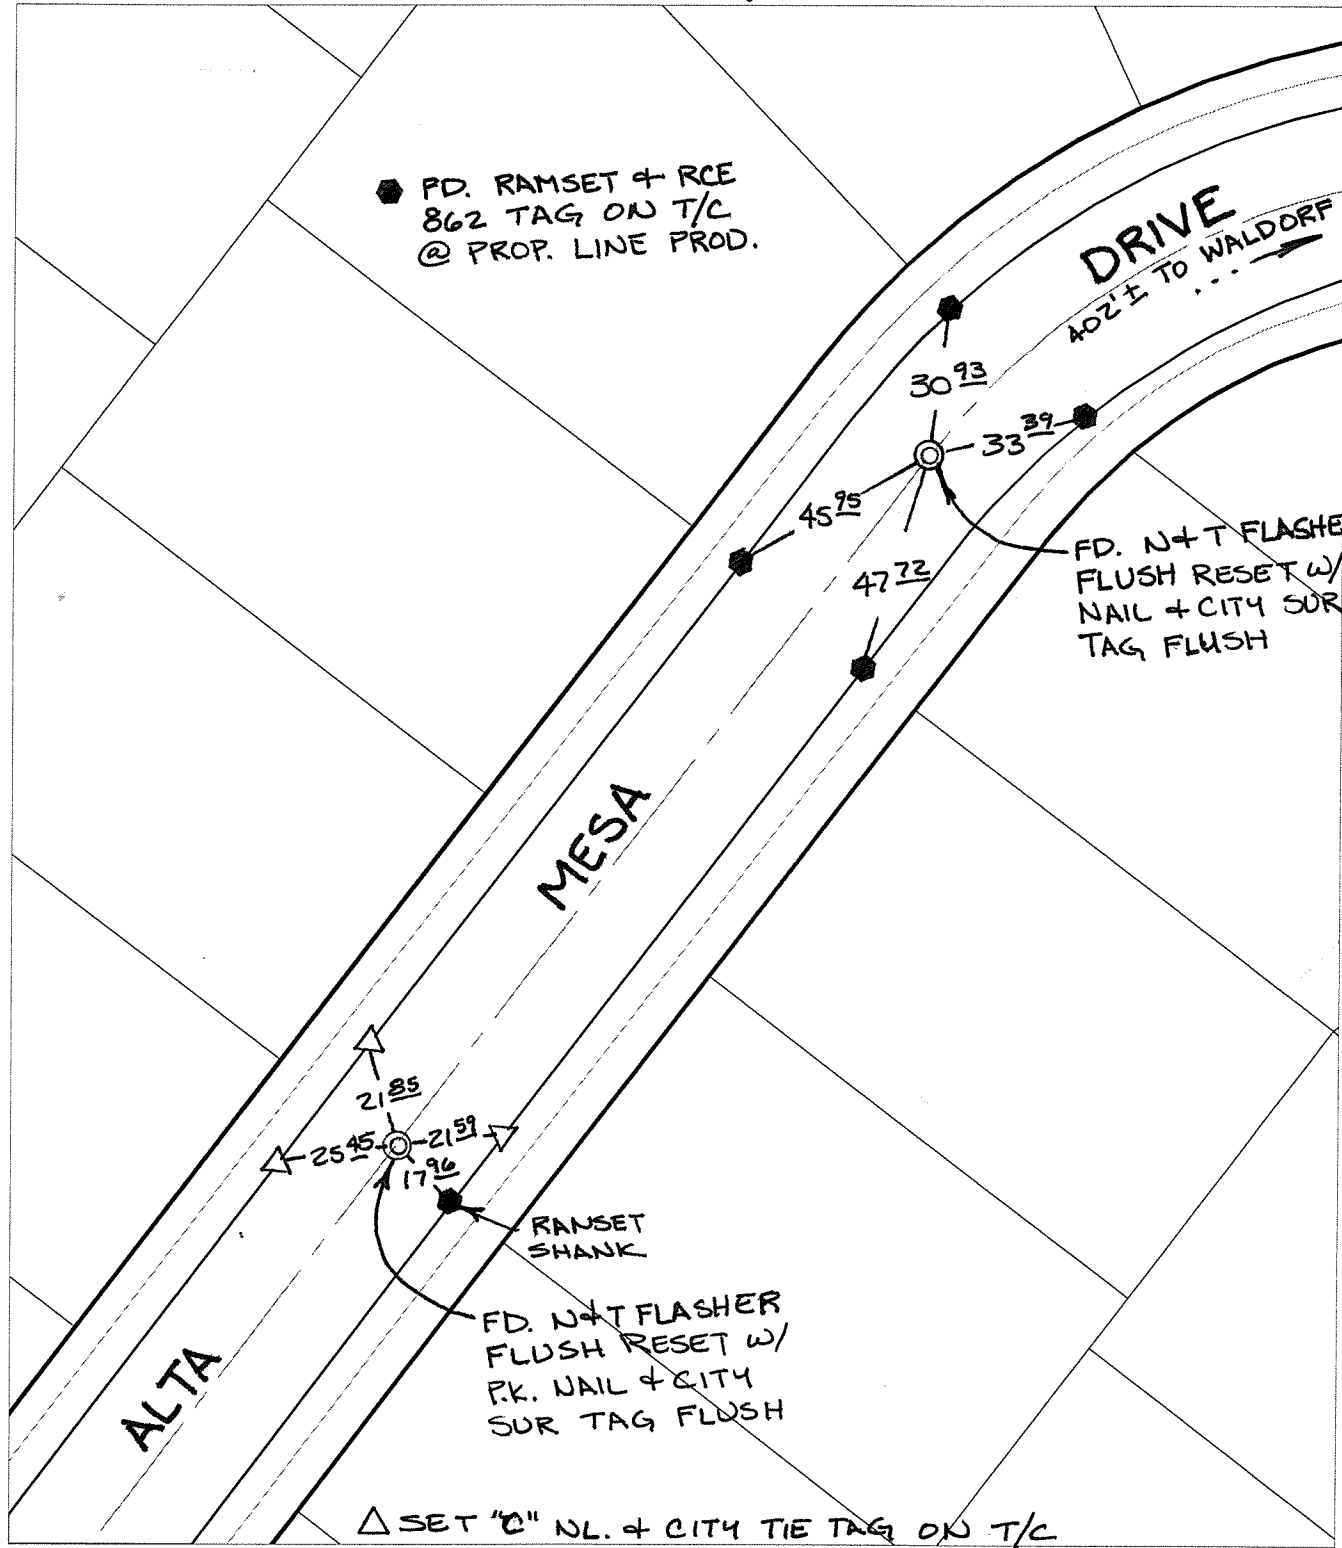 FD. RAMSET & RCE
862 TAG ON T/C
@ PROP. LINE PROD.
DRIVE
402'± TO WALDORF
30 93
33 39
45 95
47 72
FD. N&T FLASHE
FLUSH RESET W/
NAIL & CITY SUR
TAG FLUSH
MESA
21 85
25 45
21 59
17 96
RANSET
SHANK
FD. N&T FLASHER
FLUSH RESET W/
P.K. NAIL & CITY
SUR TAG FLUSH
ALTA
△ SET "C" NL. & CITY TIE TAG ON T/C